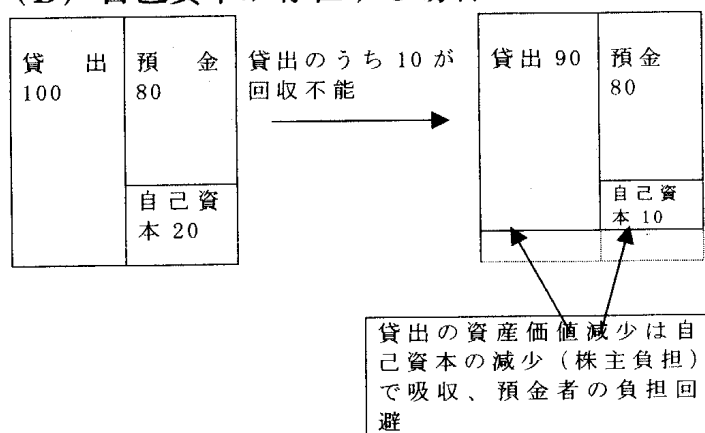 貸出
100
預金
80
自己資
本 20
貸出のうち 10 が
回収不能
貸出 90
預金
80
自己資
本 10
貸出の資産価値減少は自
己資本の減少（株主負担）
で吸収、預金者の負担回
避